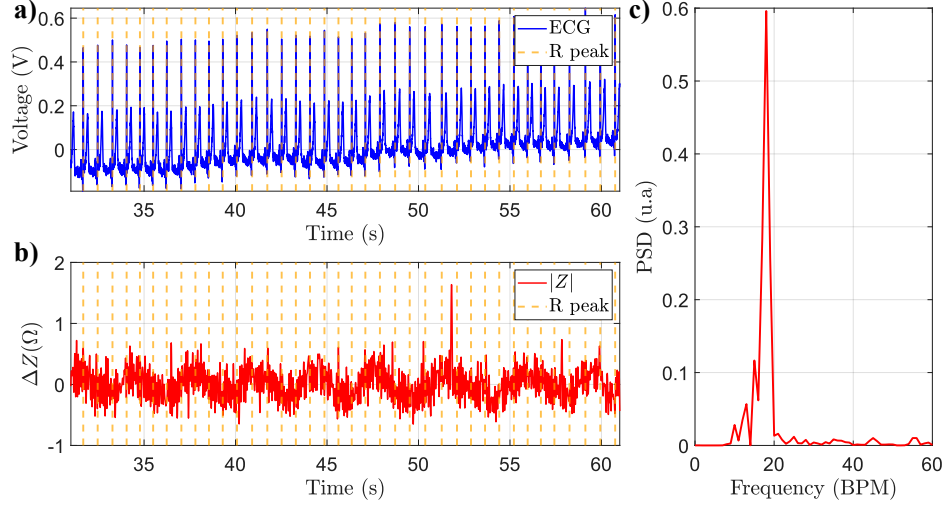 a)
0.6
0.4
0.2
0
Voltage (V)
ECG
R peak
35
40
45
50
55
60
Time (s)
b)
2
1
0
-1
ΔZ(Ω)
|Z|
R peak
35
40
45
50
55
60
Time (s)
c)
0.6
0.5
0.4
0.3
0.2
0.1
0
PSD (u.a)
0
20
40
60
Frequency (BPM)